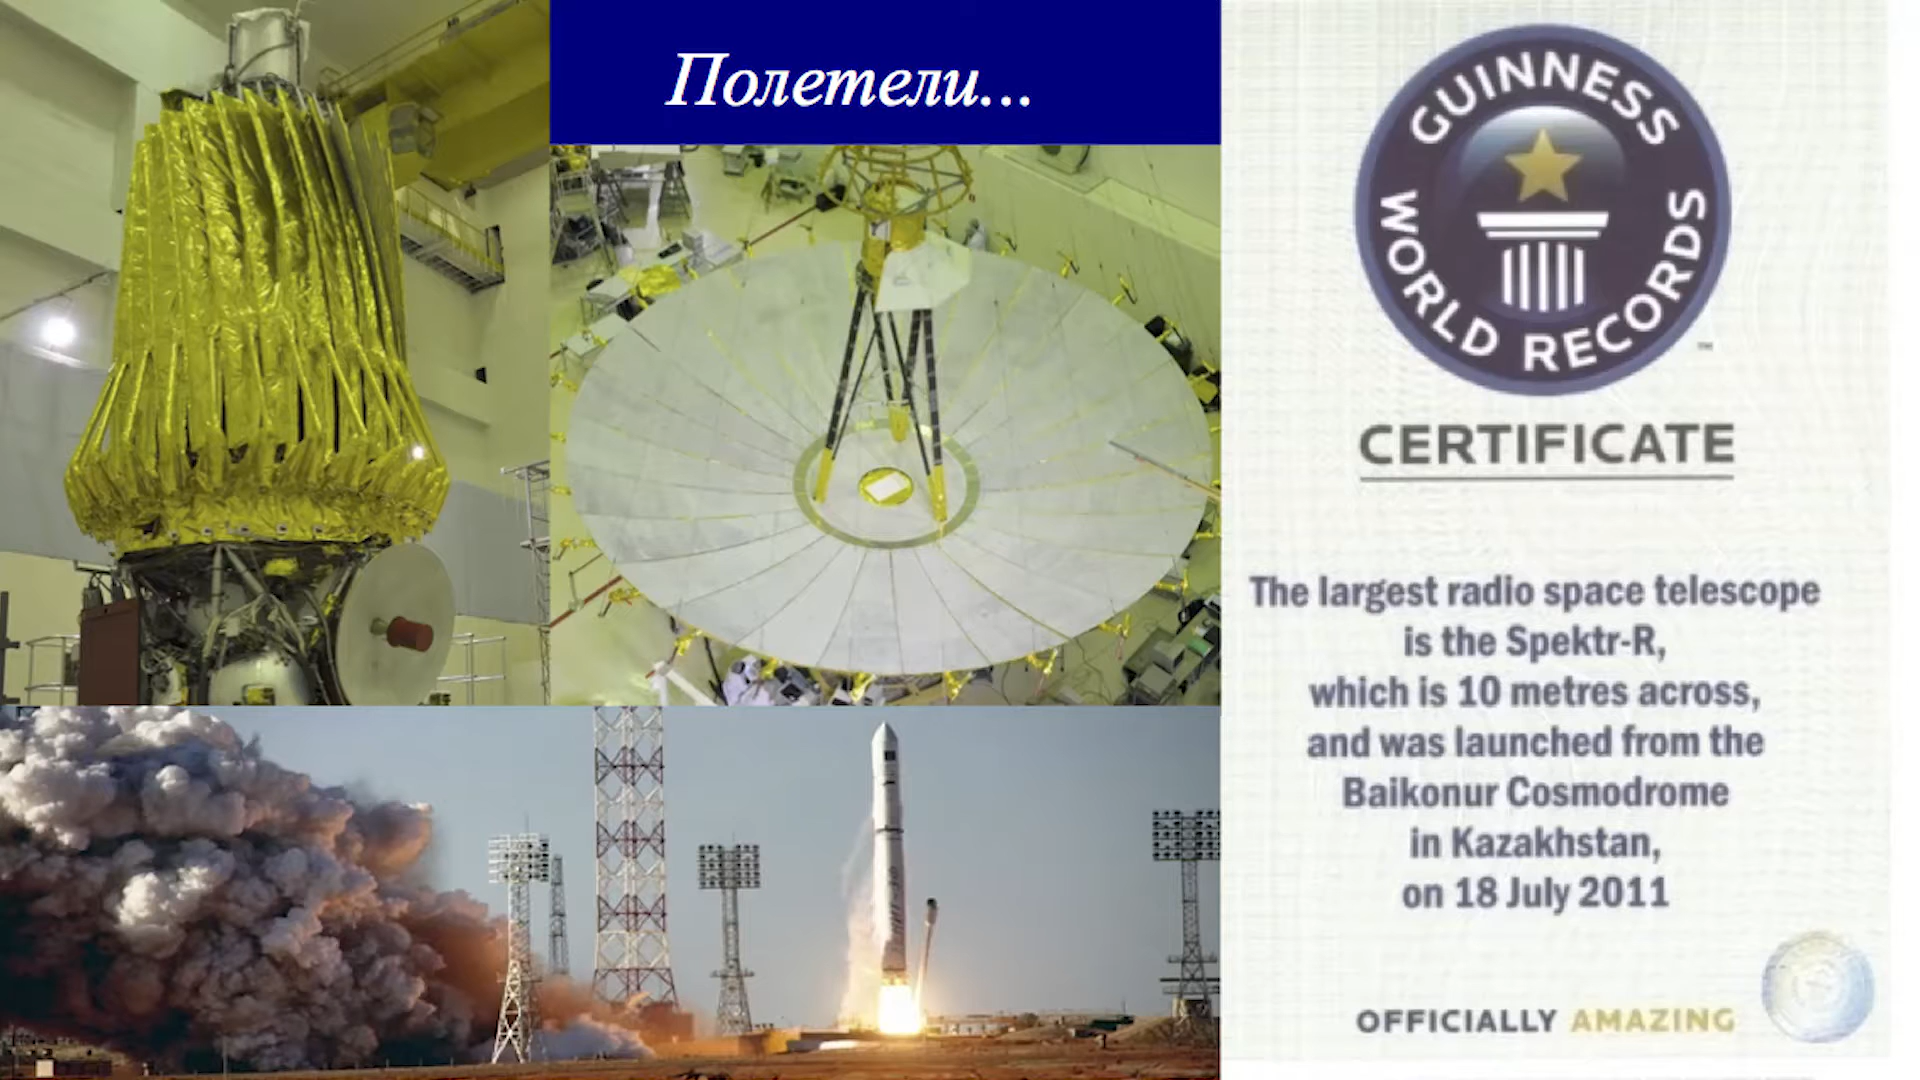 Полетели...
GUINNESS
WORLD RECORDS
™
CERTIFICATE
The largest radio space telescope
is the Spektr-R,
which is 10 metres across,
and was launched from the
Baikonur Cosmodrome
in Kazakhstan,
on 18 July 2011
OFFICIALLY AMAZING